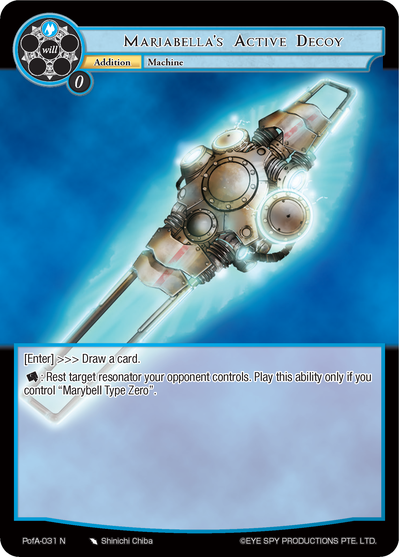 MARIABELLA'S ACTIVE DECOY
will
Addition Machine
0
[Enter] >>> Draw a card.
: Rest target resonator your opponent controls. Play this ability only if you
control “Marybell Type Zero”.
PofA-031 N Shinichi Chiba ©EYE SPY PRODUCTIONS PTE. LTD.